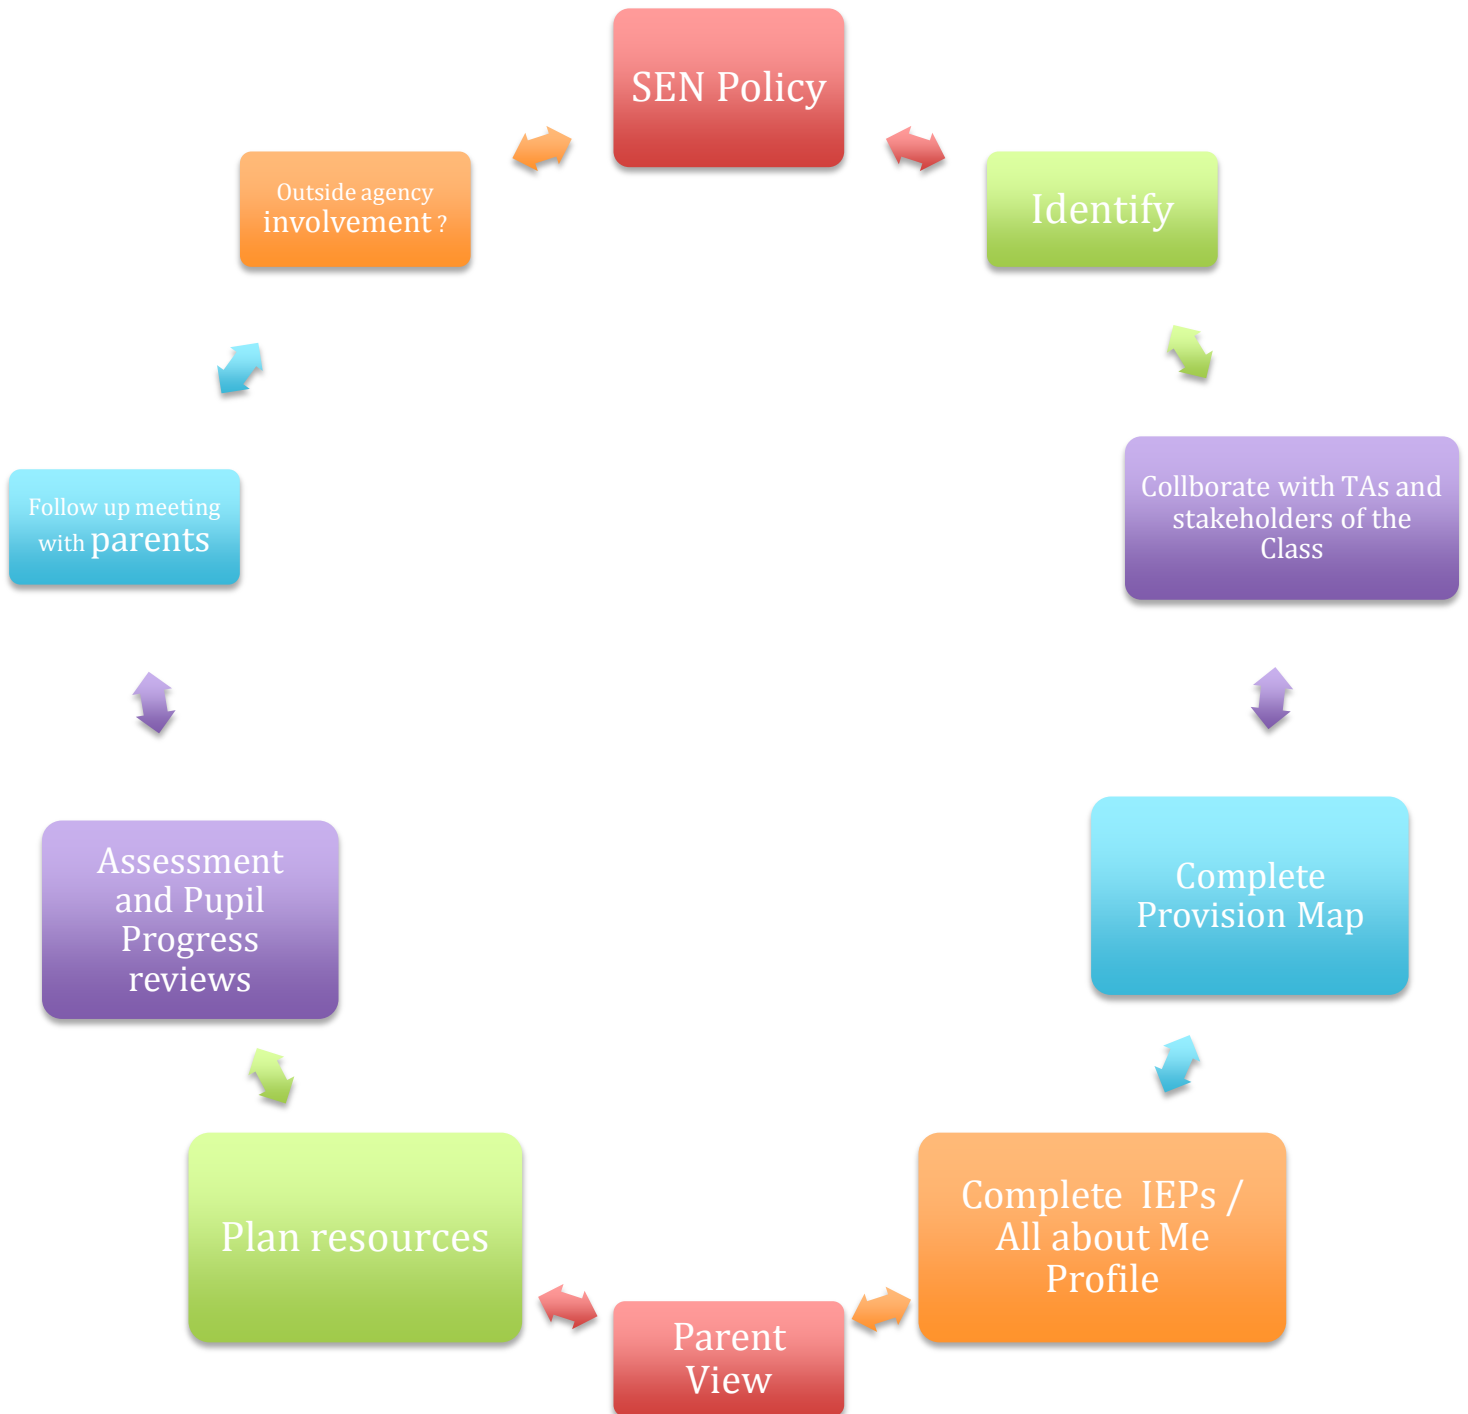 SEN Policy
Identify
Collborate with TAs and
stakeholders of the
Class
Complete
Provision Map
Complete IEPs /
All about Me
Profile
Parent
View
Plan resources
Assessment
and Pupil
Progress
reviews
Follow up meeting
with parents
Outside agency
involvement ?